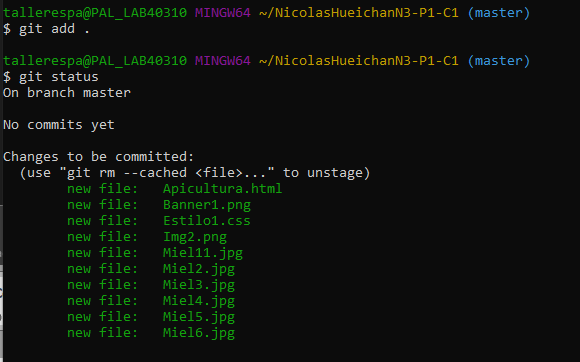 tallerespa@PAL_LAB40310 MINGW64 ~/NicolasHueichanN3-P1-C1 (master)
$ git add .
tallerespa@PAL_LAB40310 MINGW64 ~/NicolasHueichanN3-P1-C1 (master)
$ git status
On branch master
No commits yet
Changes to be committed:
  (use "git rm --cached <file>..." to unstage)
        new file:   Apicultura.html
        new file:   Banner1.png
        new file:   Estilo1.css
        new file:   Img2.png
        new file:   Miel11.jpg
        new file:   Miel2.jpg
        new file:   Miel3.jpg
        new file:   Miel4.jpg
        new file:   Miel5.jpg
        new file:   Miel6.jpg